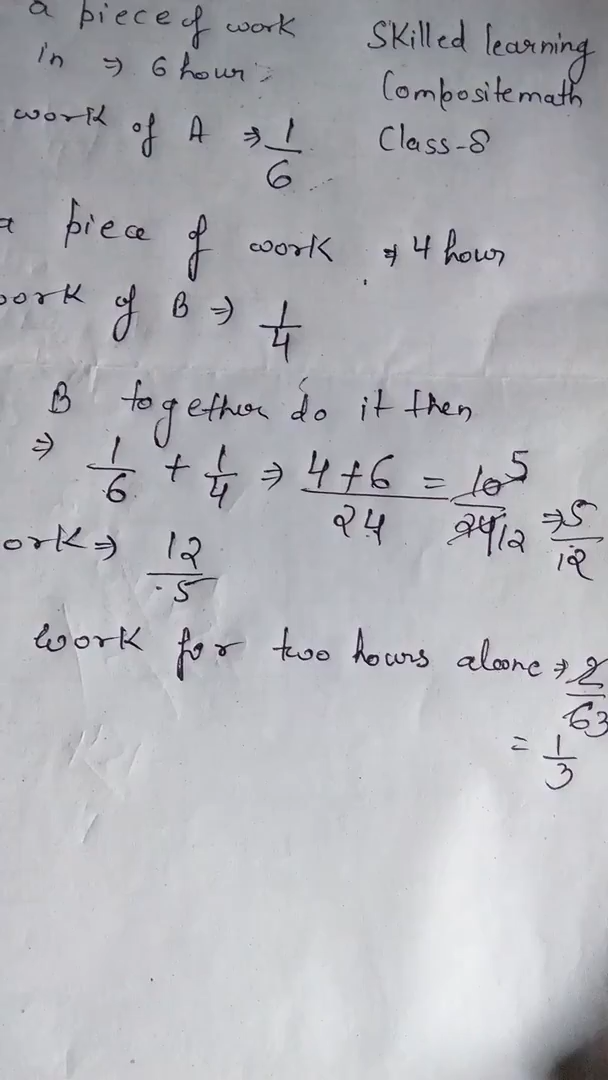 a piece of work
in ⇒ 6 hour
Skilled learning
Compositemath
Class-8
work of A ⇒ 1/6
a piece of work ⇒ 4 hour
work of B ⇒ 1/4
B together do it then
⇒ 1/6 + 1/4 ⇒ 4+6/24 = 10 5/24 12 ⇒ 5/12
ork ⇒ 12/5
work for two hours alone ⇒ 2/6 3
= 1/3